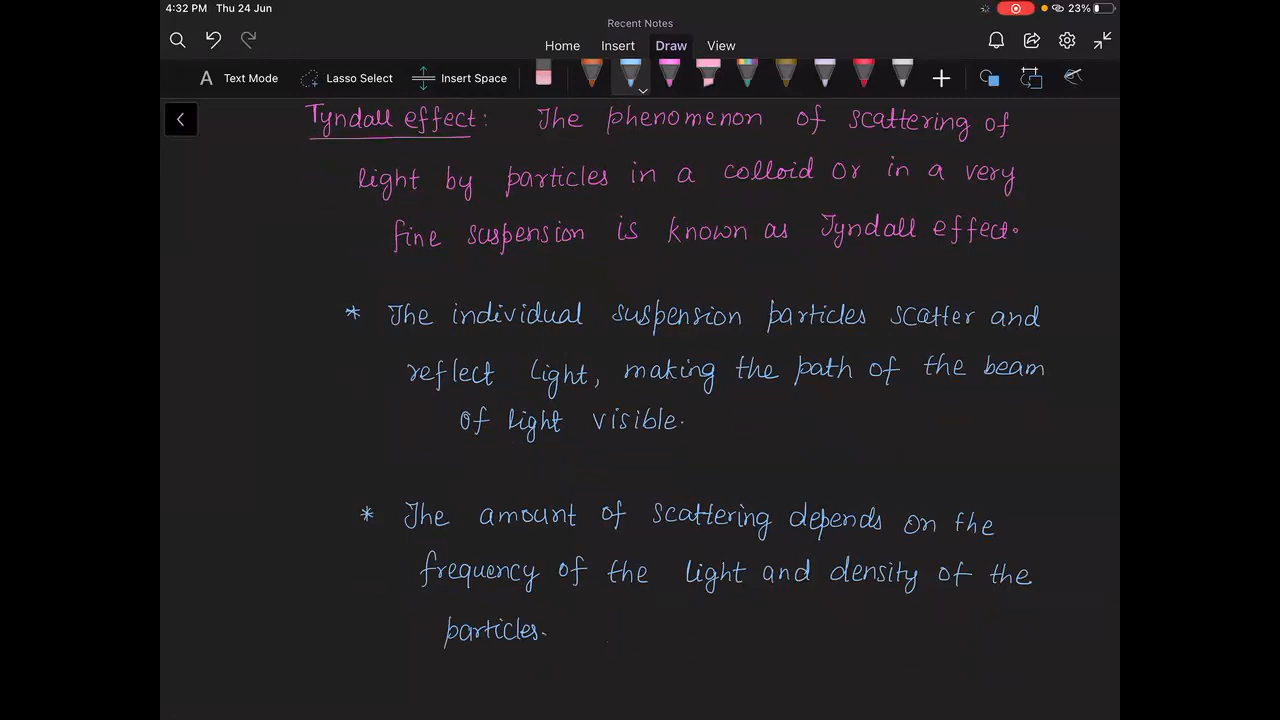 4:32 PM Thu 24 Jun
23%
Recent Notes
Home Insert Draw View
A Text Mode Lasso Select Insert Space
Tyndall effect: The phenomenon of scattering of
light by particles in a colloid or in a very
fine suspension is known as Tyndall effect.
* The individual suspension particles scatter and
reflect light, making the path of the beam
of light visible.
* The amount of scattering depends on the
frequency of the light and density of the
particles.